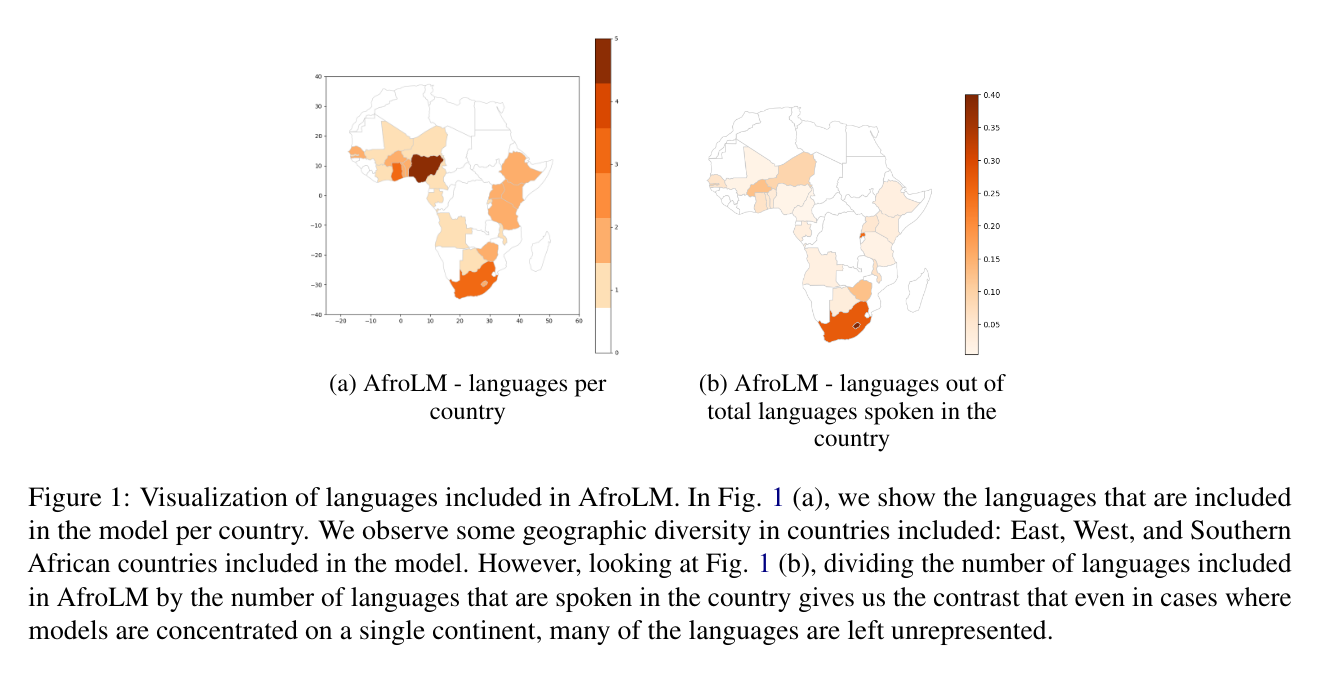 5
4
3
2
1
0
40
30
20
10
0
−10
−20
−30
−40
−20 −10 0 10 20 30 40 50 60
0.40
0.35
0.30
0.25
0.20
0.15
0.10
0.05
(a) AfroLM - languages per
country
(b) AfroLM - languages out of
total languages spoken in the
country
Figure 1: Visualization of languages included in AfroLM. In Fig. 1 (a), we show the languages that are included
in the model per country. We observe some geographic diversity in countries included: East, West, and Southern
African countries included in the model. However, looking at Fig. 1 (b), dividing the number of languages included
in AfroLM by the number of languages that are spoken in the country gives us the contrast that even in cases where
models are concentrated on a single continent, many of the languages are left unrepresented.